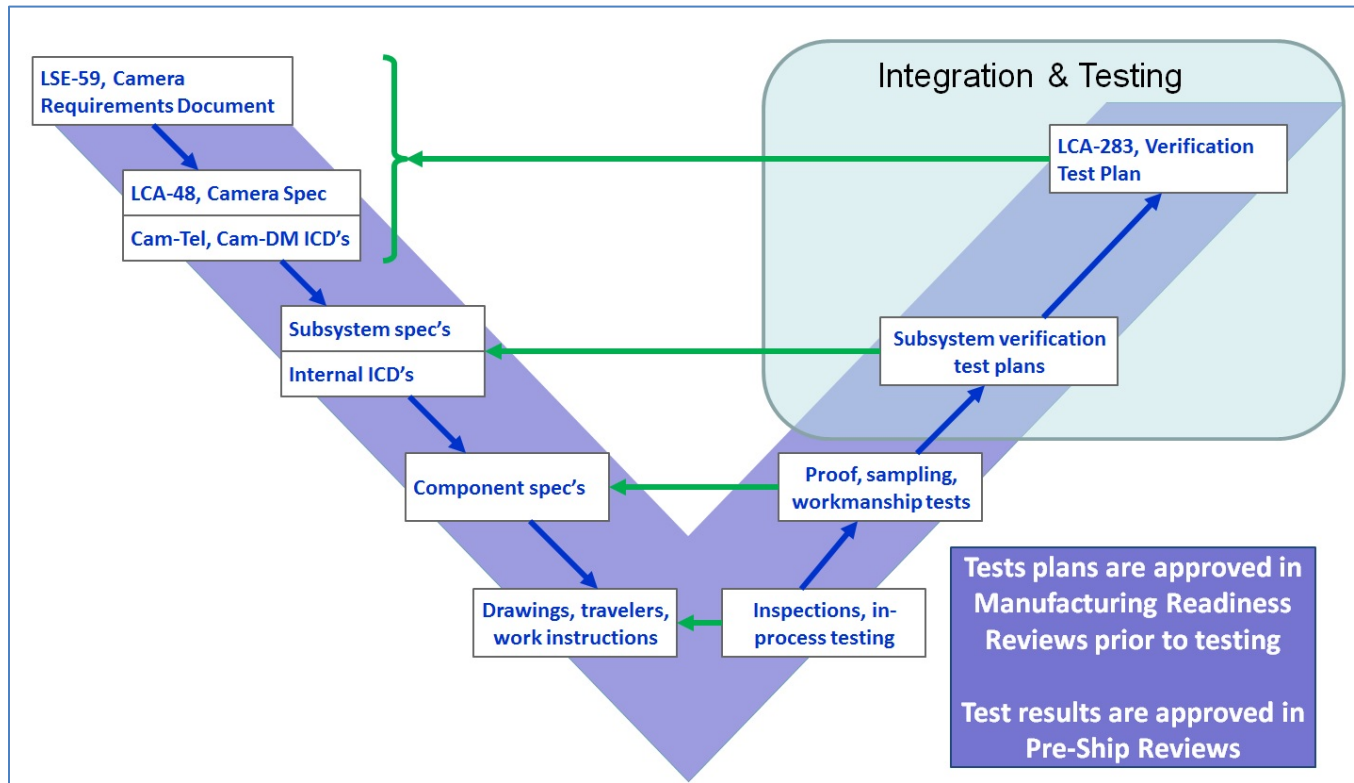 Integration & Testing
LSE-59, Camera
Requirements Document
LCA-283, Verification
Test Plan
LCA-48, Camera Spec
Cam-Tel, Cam-DM ICD's
Subsystem spec's
Internal ICD's
Subsystem verification
test plans
Component spec's
Proof, sampling,
workmanship tests
Drawings, travelers,
work instructions
Inspections, in-
process testing
Tests plans are approved in
Manufacturing Readiness
Reviews prior to testing
Test results are approved in
Pre-Ship Reviews